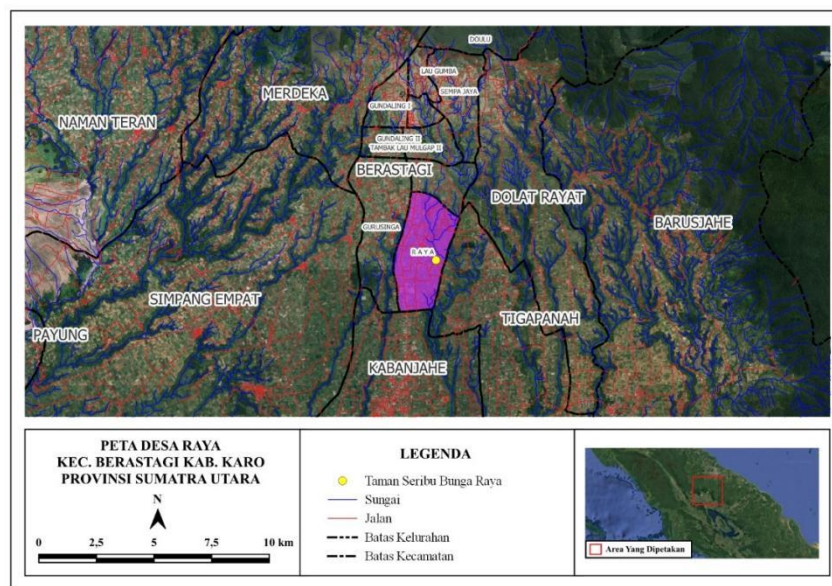 DOULU
LAU GUMBA
MERDEKA
SEMPA JAYA
GUNDALING I
NAMAN TERAN
GUNDALING II
TAMBAK LAU MULGAP II
BERASTAGI
DOLAT RAYAT
BARUSJAHE
GURUSINGA
R A Y A
SIMPANG EMPAT
TIGAPANAH
PAYUNG
KABANJAHE
PETA DESA RAYA
KEC. BERASTAGI KAB. KARO
PROVINSI SUMATRA UTARA
N
0 2,5 5 7,5 10 km
LEGENDA
Taman Seribu Bunga Raya
Sungai
Jalan
Batas Kelurahan
Batas Kecamatan
Area Yang Dipetakan